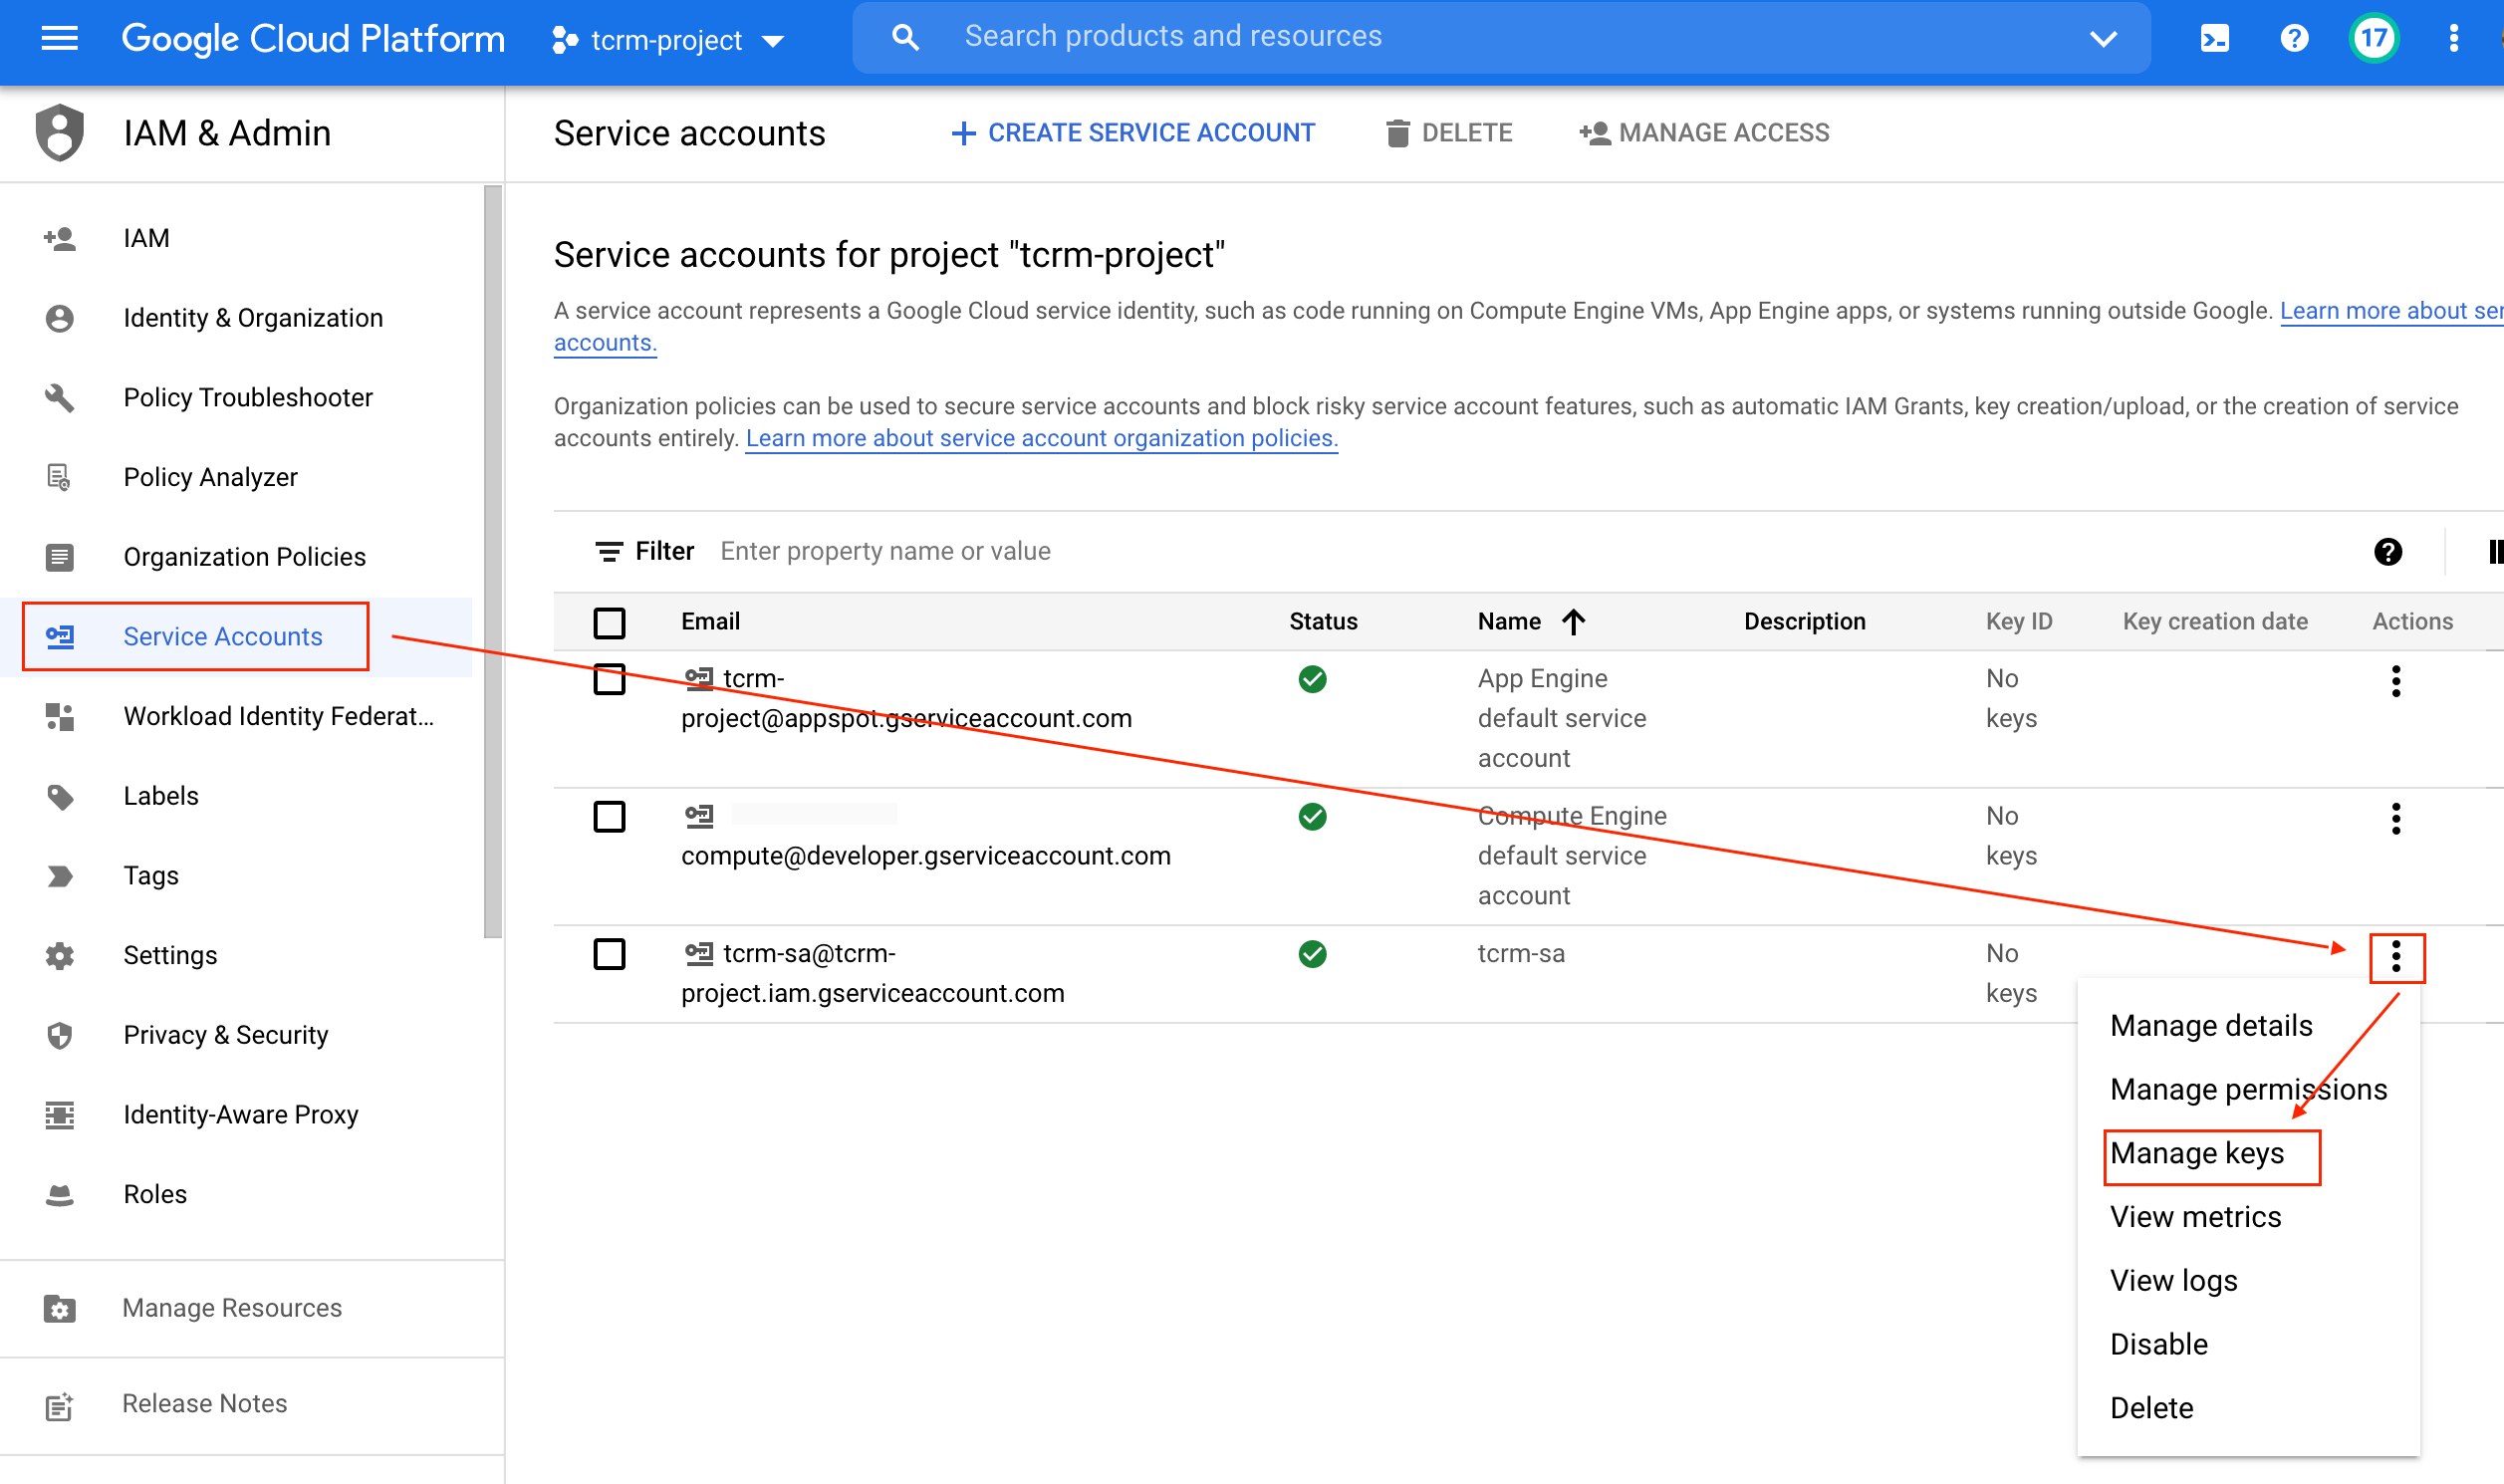 Google Cloud Platform
tcrm-project
Search products and resources
17
IAM & Admin
IAM
Identity & Organization
Policy Troubleshooter
Policy Analyzer
Organization Policies
Service Accounts
Workload Identity Federat...
Labels
Tags
Settings
Privacy & Security
Identity-Aware Proxy
Roles
Manage Resources
Release Notes
Service accounts
CREATE SERVICE ACCOUNT
DELETE
MANAGE ACCESS
Service accounts for project "tcrm-project"
A service account represents a Google Cloud service identity, such as code running on Compute Engine VMs, App Engine apps, or systems running outside Google. Learn more about ser
accounts.
Organization policies can be used to secure service accounts and block risky service account features, such as automatic IAM Grants, key creation/upload, or the creation of service
accounts entirely. Learn more about service account organization policies.
Filter Enter property name or value
Email Status Name Description Key ID Key creation date Actions
tcrm- App Engine No
project@appspot.gserviceaccount.com default service keys
account
Compute Engine No
compute@developer.gserviceaccount.com default service keys
account
tcrm-sa@tcrm- tcrm-sa No
project.iam.gserviceaccount.com keys
Manage details
Manage permissions
Manage keys
View metrics
View logs
Disable
Delete